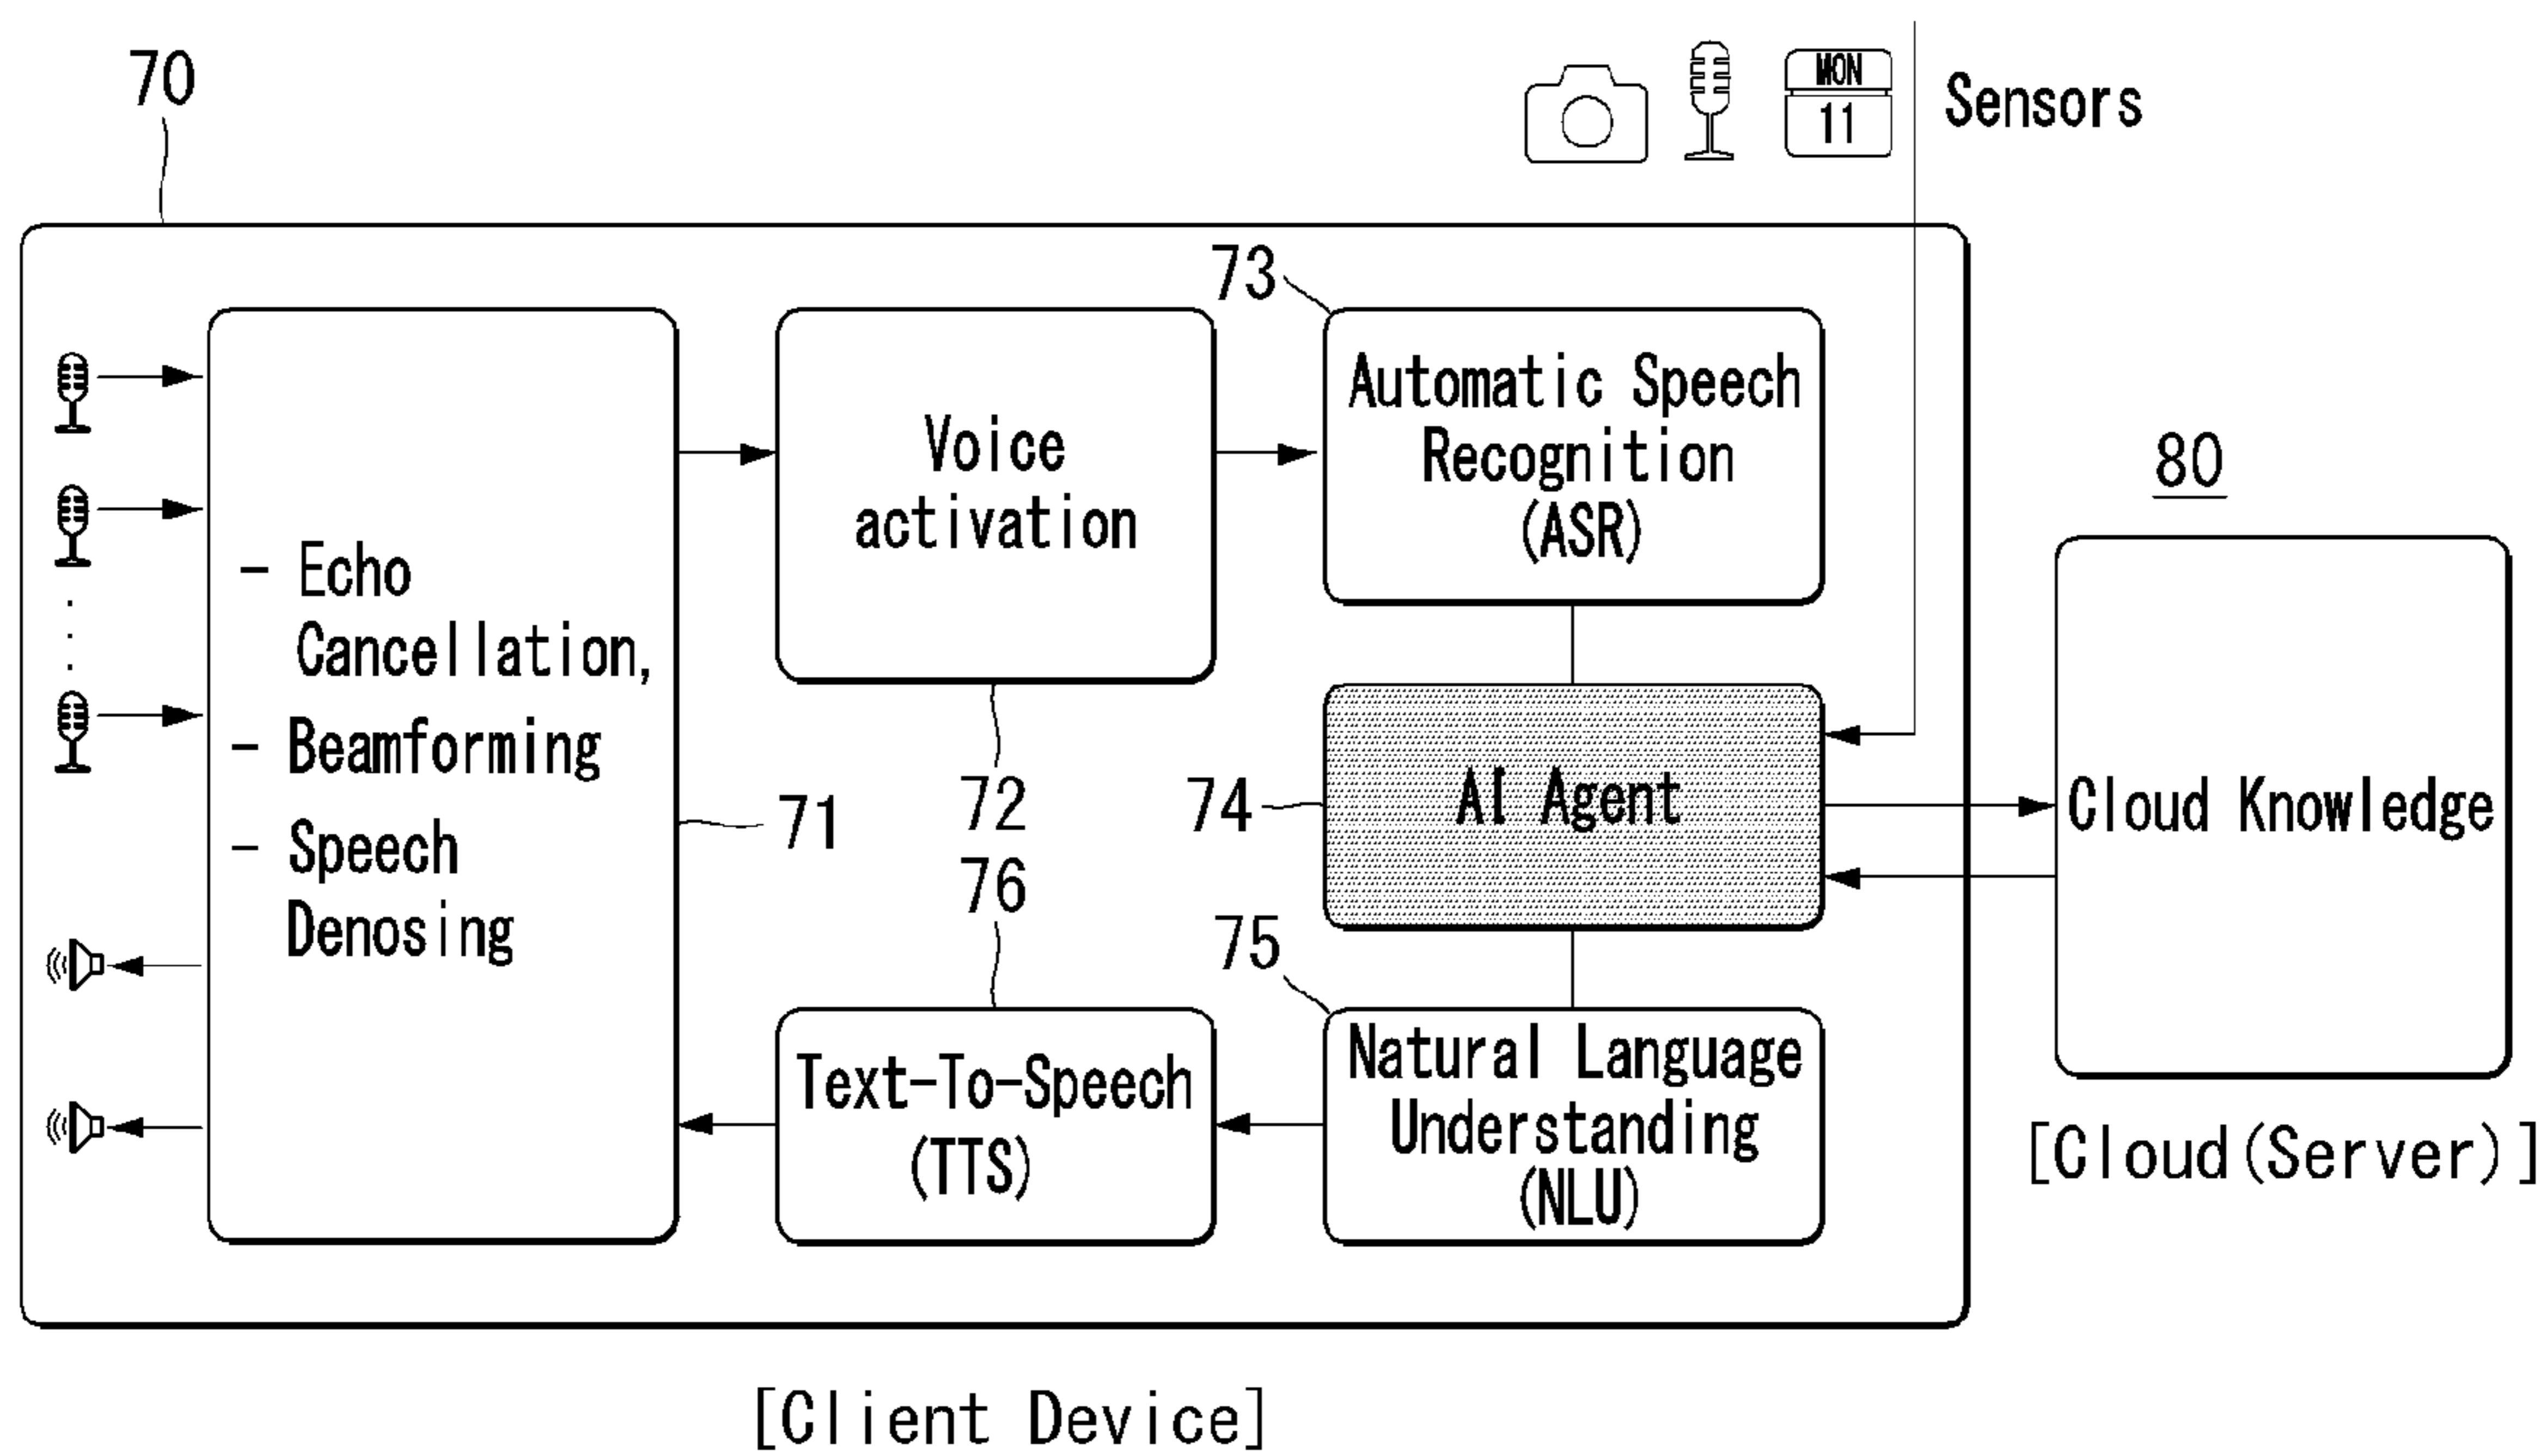 70
MON
11
Sensors
73
Automatic Speech
Recognition
(ASR)
Voice
activation
80
- Echo
Cancellation,
- Beamforming
- Speech
Denosing
71
72
76
74
AI Agent
Cloud Knowledge
75
Text-To-Speech
(TTS)
Natural Language
Understanding
(NLU)
[Cloud(Server)]
[Client Device]